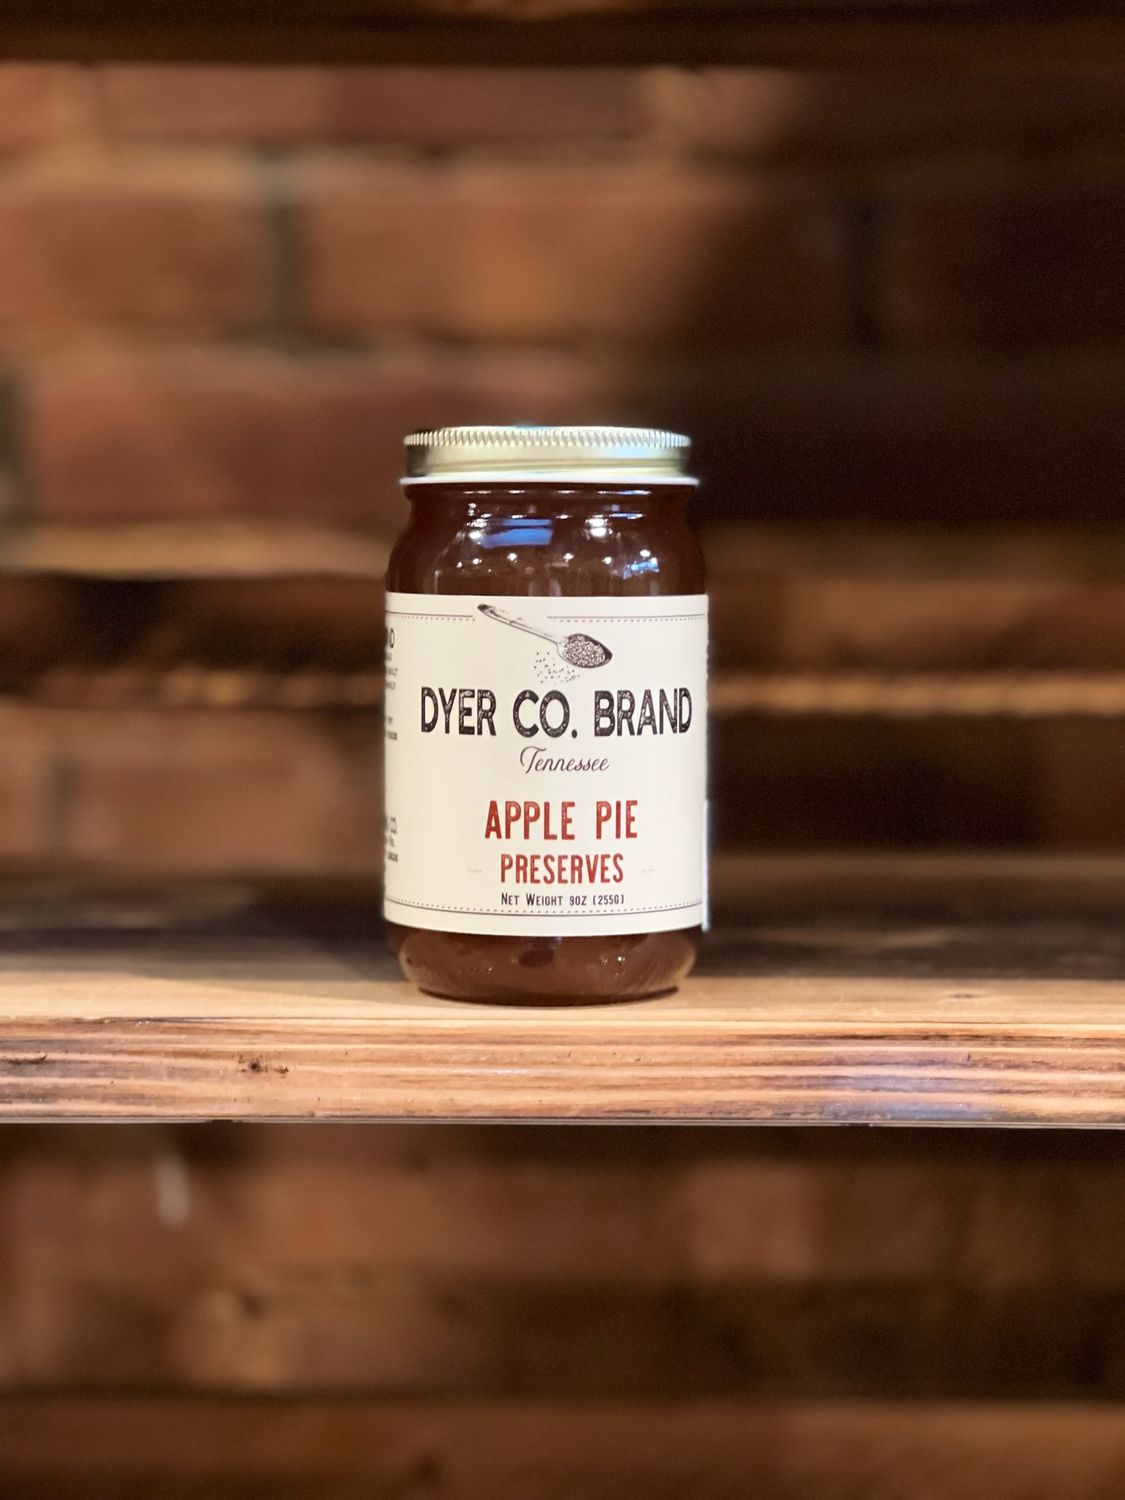 DYER CO. BRAND
Tennessee
APPLE PIE
PRESERVES
NET WEIGHT 9OZ (255G)